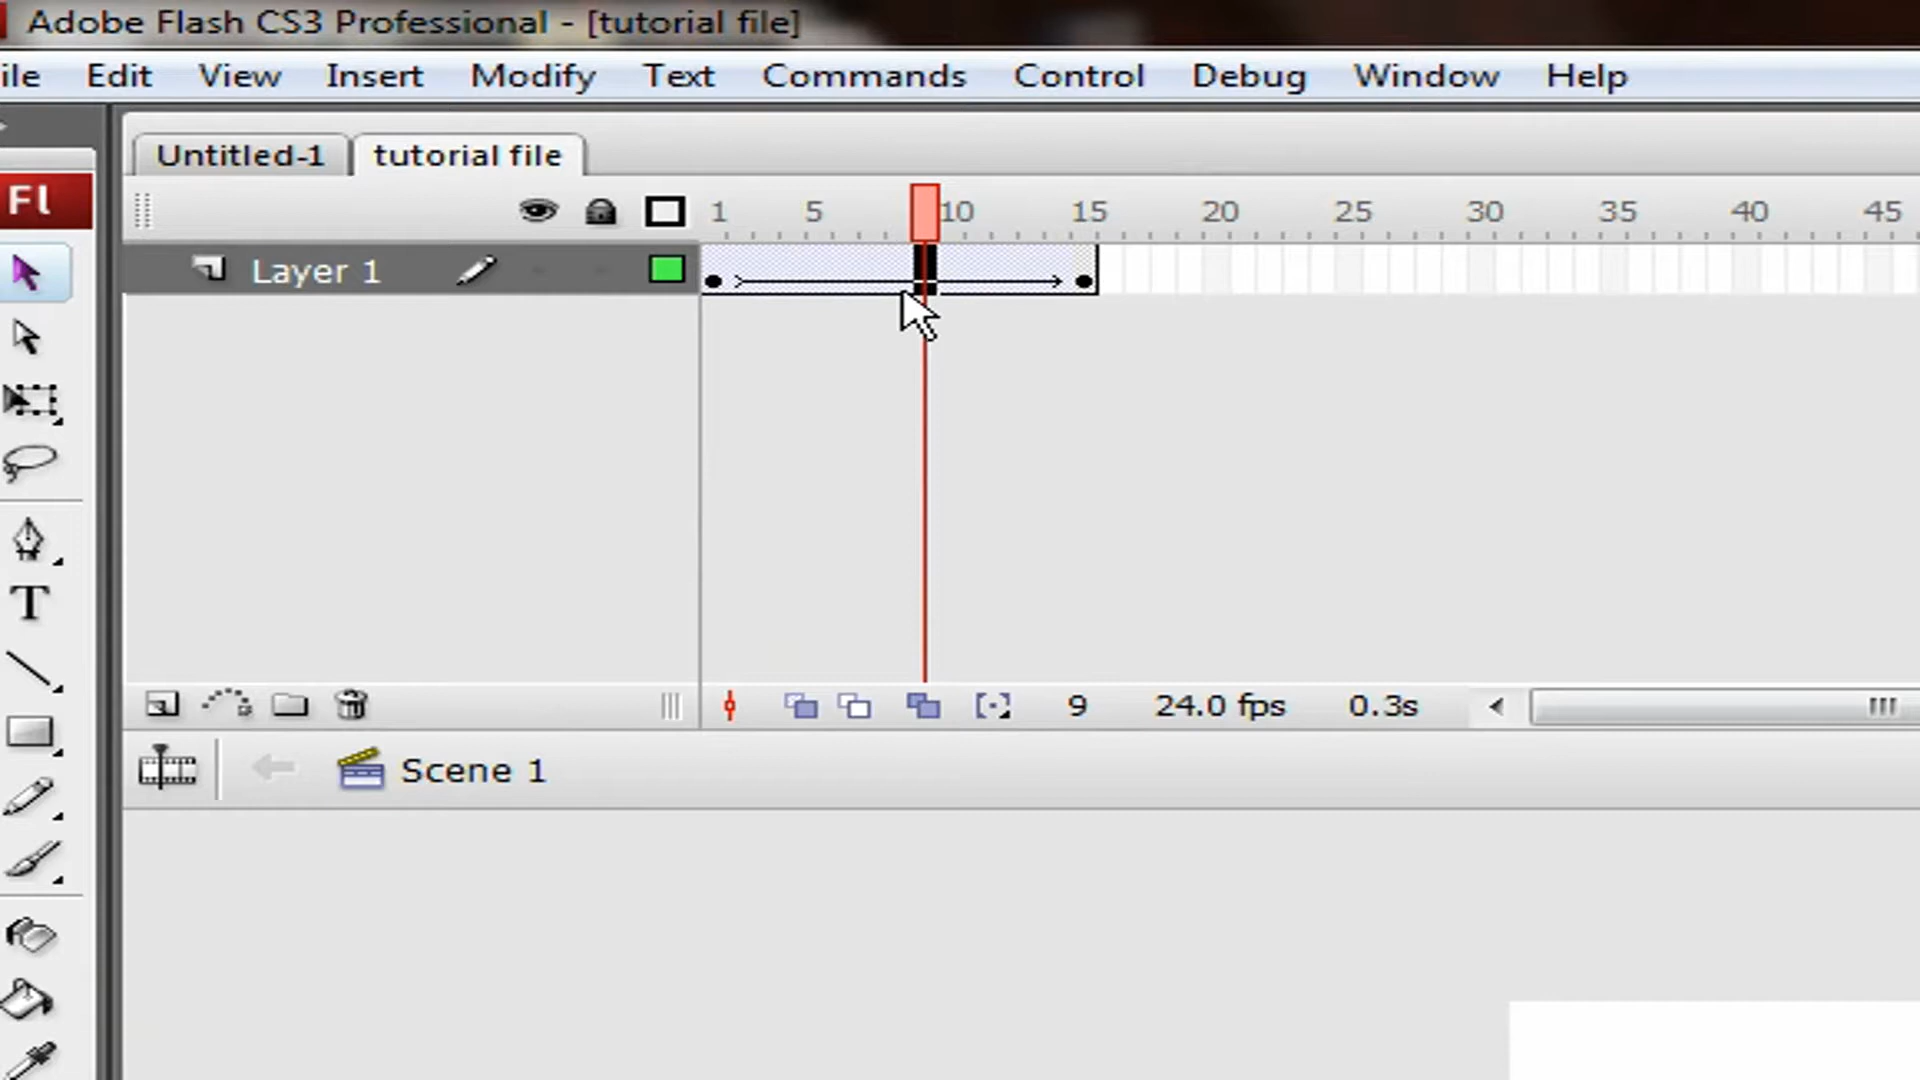 Adobe Flash CS3 Professional - [tutorial file]
ile Edit View Insert Modify Text Commands Control Debug Window Help
Untitled-1 tutorial file
Fl
1 5 10 15 20 25 30 35 40 45
Layer 1
T
9 24.0 fps 0.3s
Scene 1